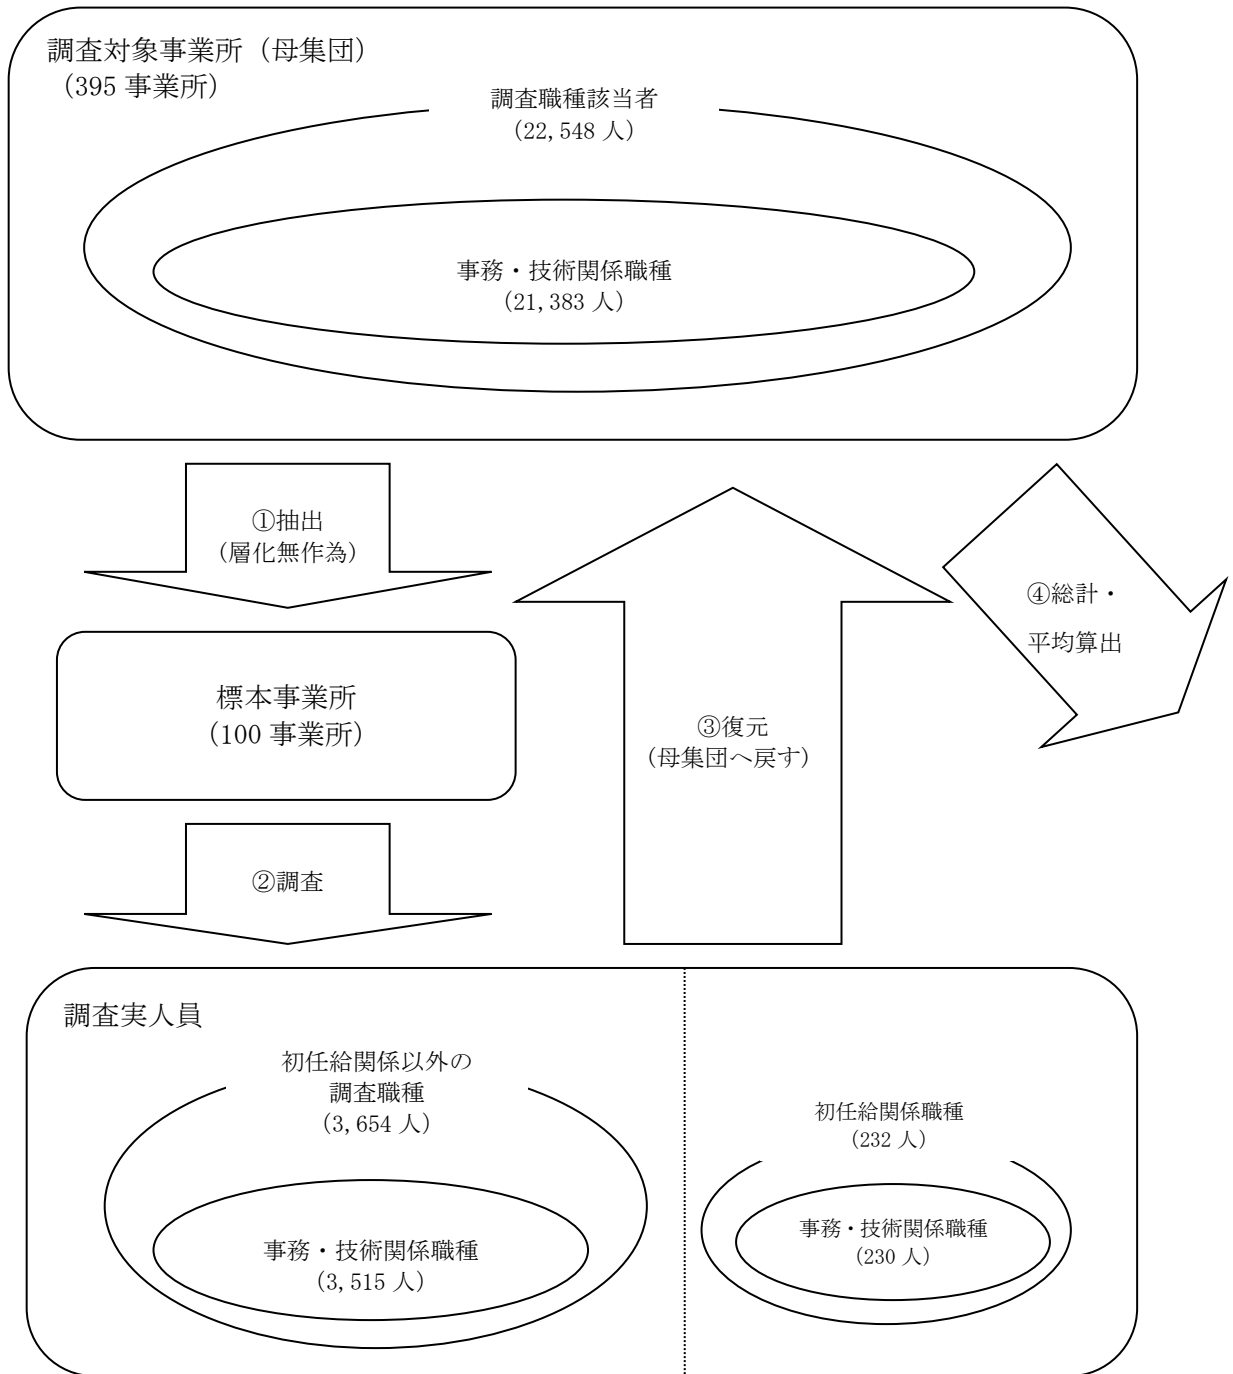 調査対象事業所（母集団）
（395 事業所）
調査職種該当者
（22,548 人）
事務・技術関係職種
（21,383 人）
①抽出
（層化無作為）
標本事業所
（100 事業所）
②調査
③復元
（母集団へ戻す）
④総計・
平均算出
調査実人員
初任給関係以外の
調査職種
（3,654 人）
事務・技術関係職種
（3,515 人）
初任給関係職種
（232 人）
事務・技術関係職種
（230 人）